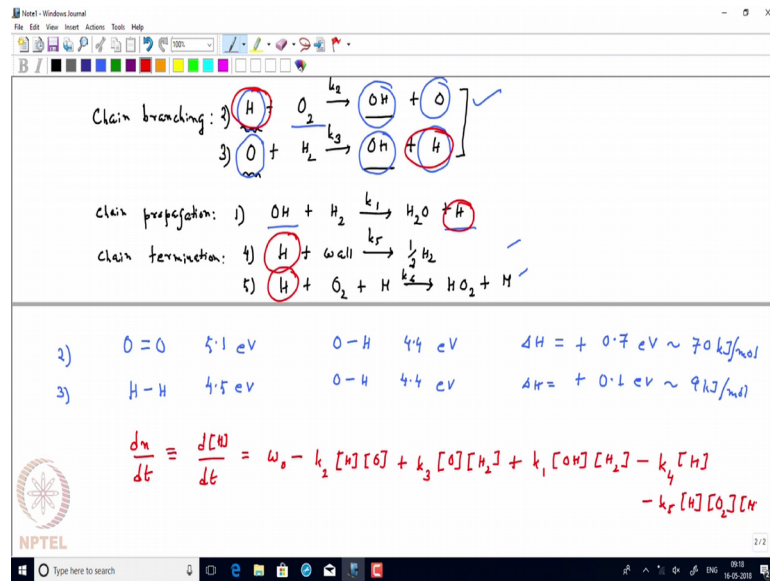 Note1 - Windows Journal
File Edit View Insert Actions Tools Help
100%
B I
Chain branching: 2) H + O2 k2→ OH + O
3) O + H2 k3→ OH + H
Chain propagation: 1) OH + H2 k1→ H2O + H
Chain termination: 4) H + wall k5→ 1/2 H2
5) H + O2 + M k4→ HO2 + M
2) O=O 5.1 eV O-H 4.4 eV ΔH = + 0.7 eV ~ 70 kJ/mol
3) H-H 4.5 eV O-H 4.4 eV ΔH = + 0.1 eV ~ 9 kJ/mol
dn/dt ≡ d[H]/dt = ω0 - k2 [H][O] + k3 [O][H2] + k1 [OH][H2] - k4 [H]
- k5 [H][O2][M
NPTEL
2/2
Type here to search
ENG
09:18
16-05-2018